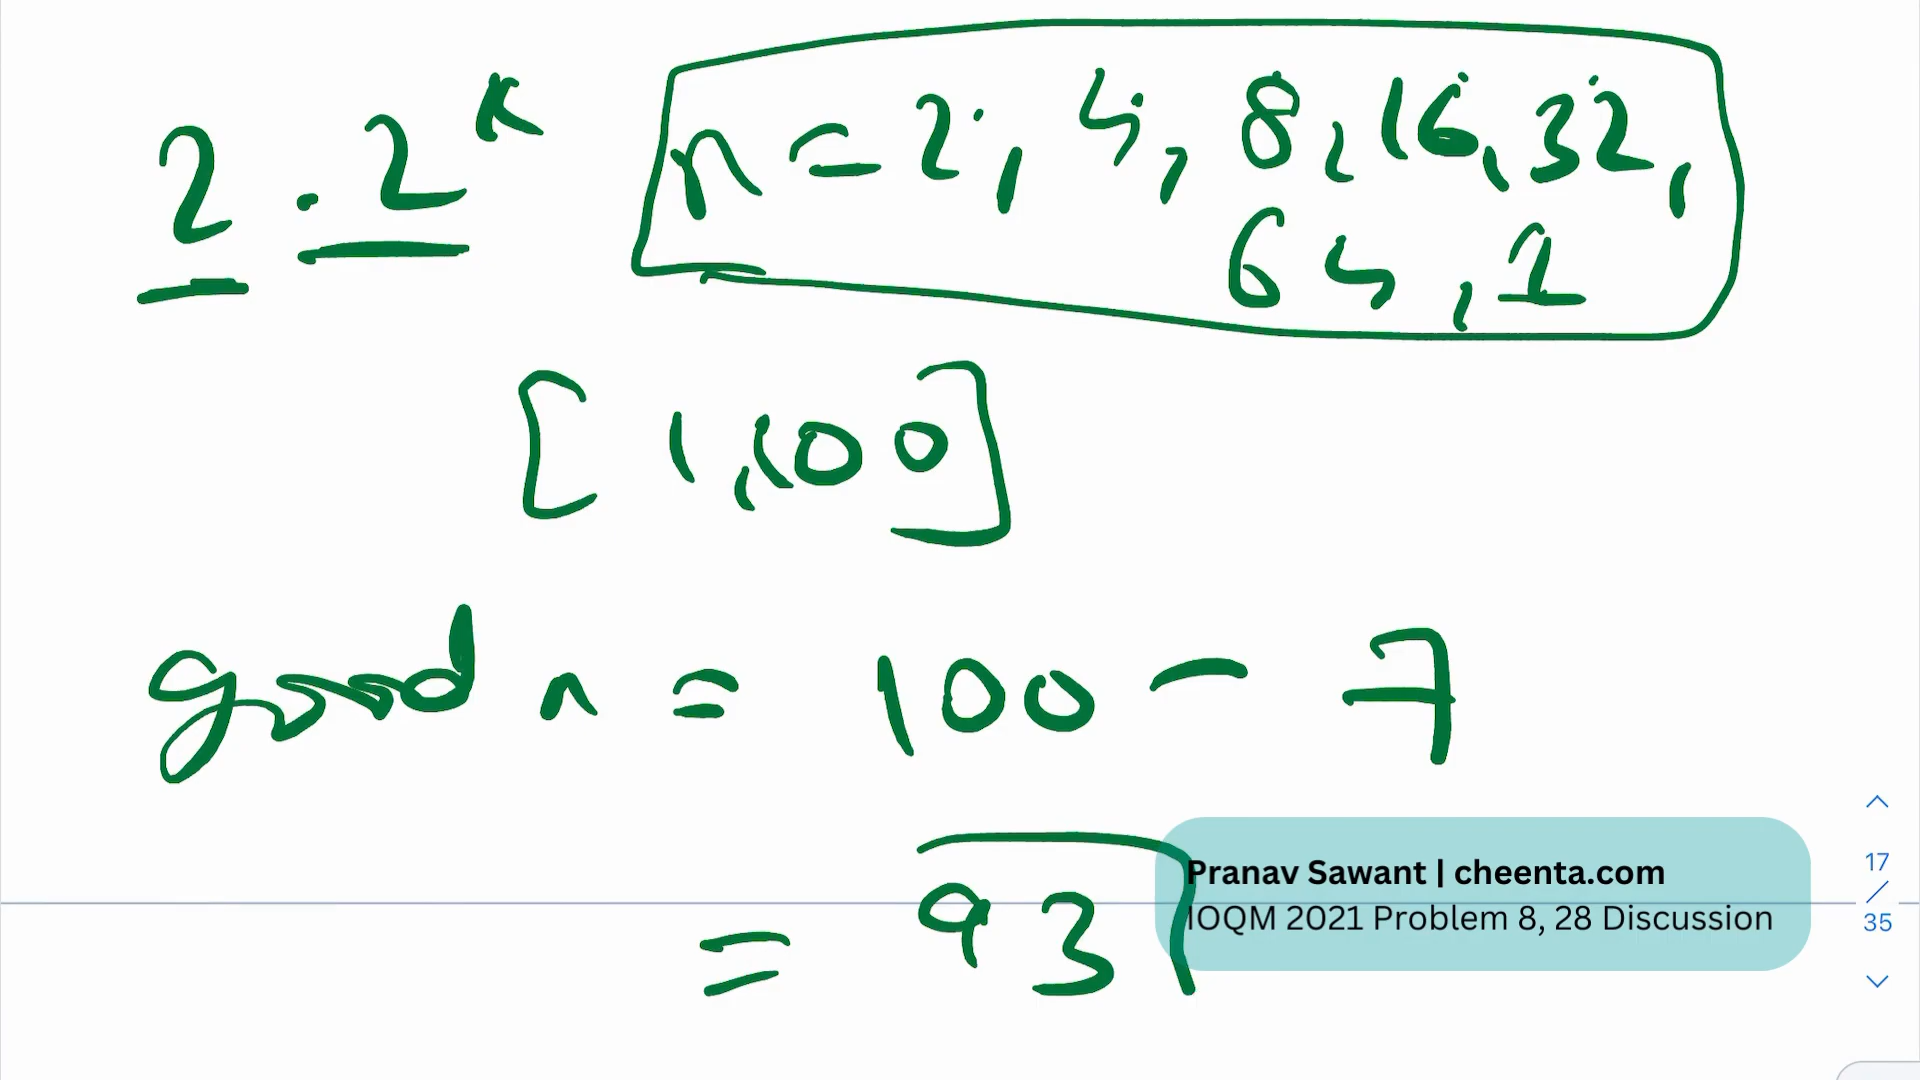 2 . 2^k
n = 2, 4, 8, 16, 32,
64, 1
[1, 100]
good n = 100 - 7
= 93
Pranav Sawant | cheenta.com
IOQM 2021 Problem 8, 28 Discussion
17
/
35